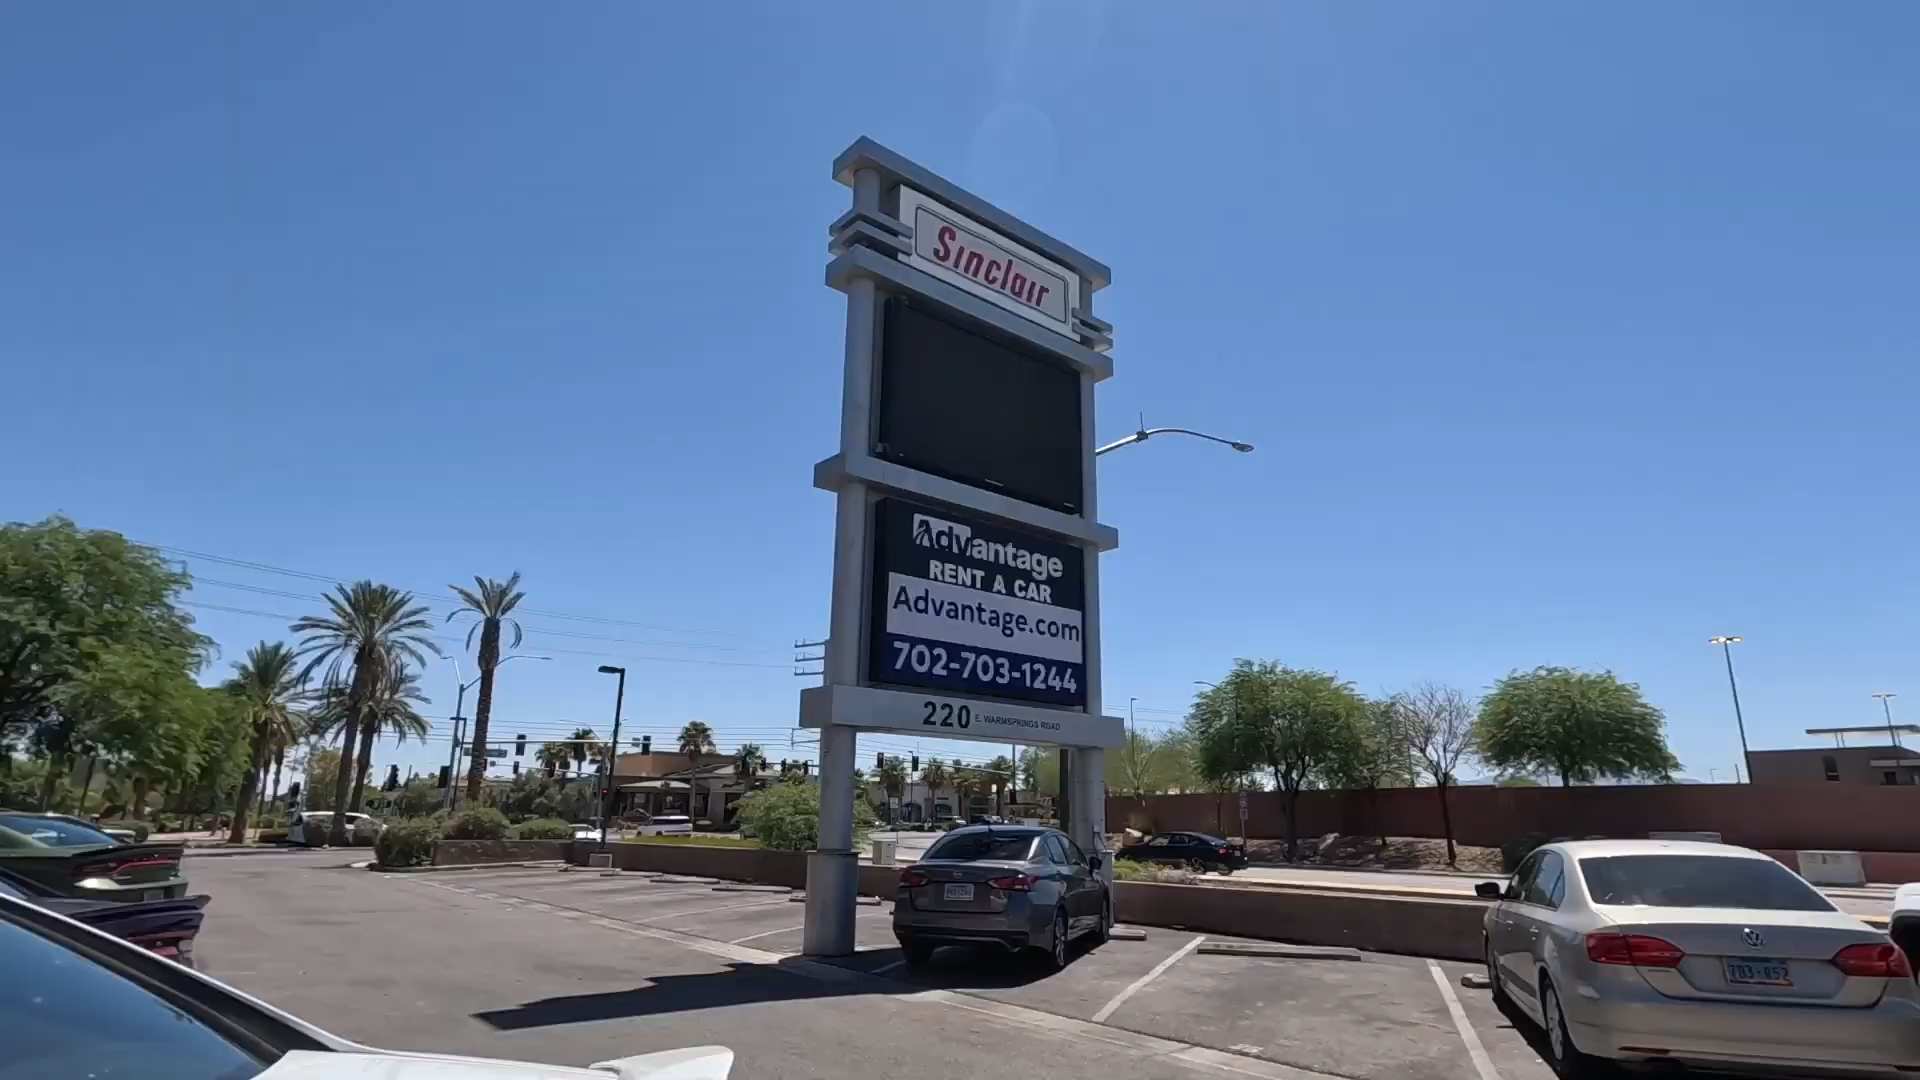 Sinclair
Advantage
RENT A CAR
Advantage.com
702-703-1244
220 E. WARMSPRINGS ROAD